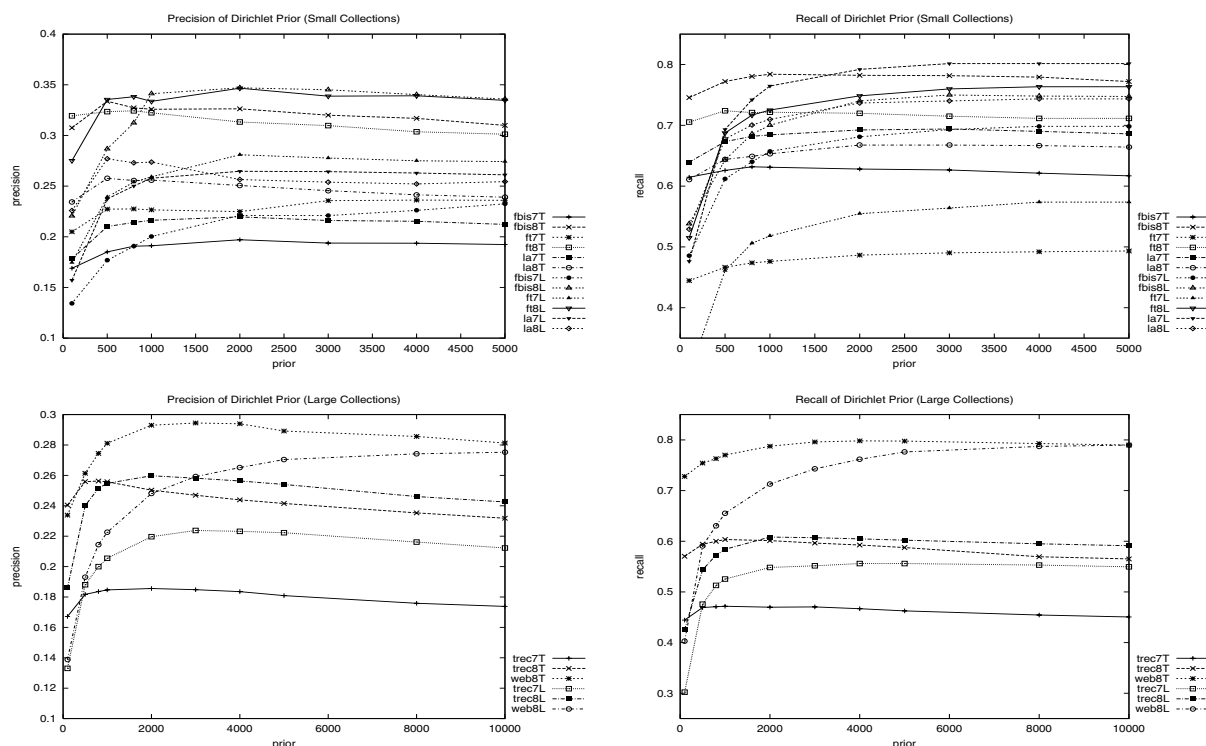 Precision of Dirichlet Prior (Small Collections)
0.4
0.35
0.3
0.25
0.2
0.15
0.1
precision
0 500 1000 2000 3000 4000 5000
prior
fbis7T
fbis8T
ft7T
ft8T
la7T
la8T
fbis7L
fbis8L
ft7L
ft8L
la7L
la8L
Recall of Dirichlet Prior (Small Collections)
0.8
0.7
0.6
0.5
0.4
recall
0 500 1000 1500 2000 2500 3000 3500 4000 4500 5000
prior
fbis7T
fbis8T
ft7T
ft8T
la7T
la8T
fbis7L
fbis8L
ft7L
ft8L
la7L
la8L
Precision of Dirichlet Prior (Large Collections)
0.3
0.28
0.26
0.24
0.22
0.2
0.18
0.16
0.14
0.12
0.1
precision
0 1000 2000 3000 4000 5000 8000 10000
prior
trec7T
trec8T
web8T
trec7L
trec8L
web8L
Recall of Dirichlet Prior (Large Collections)
0.8
0.7
0.6
0.5
0.4
0.3
recall
0 2000 4000 6000 8000 10000
prior
trec7T
trec8T
web8T
trec7L
trec8L
web8L